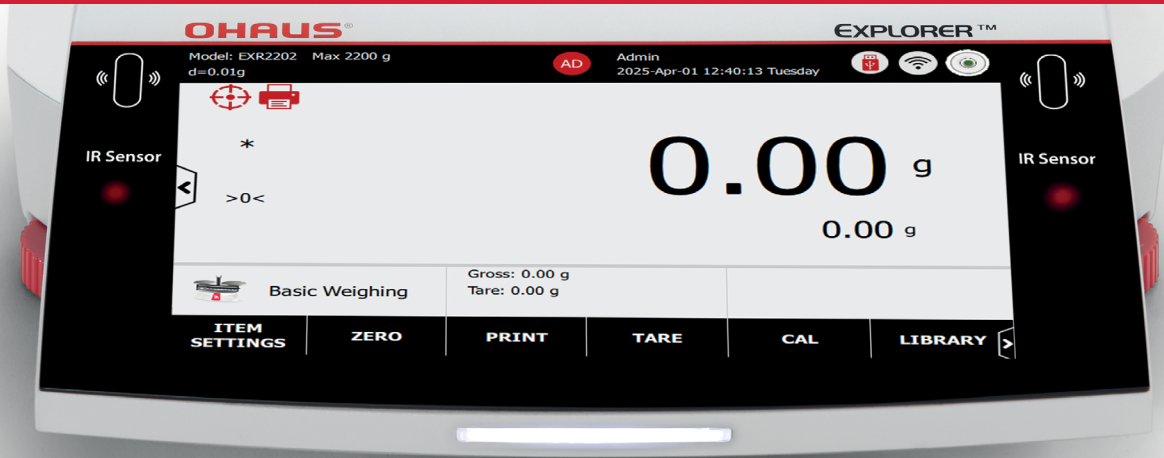 OHAUS®
EXPLORER™
Model: EXR2202 Max 2200 g
d=0.01g
AD
Admin
2025-Apr-01 12:40:13 Tuesday
IR Sensor
IR Sensor
*
>0<
0.00 g
0.00 g
Basic Weighing
Gross: 0.00 g
Tare: 0.00 g
ITEM
SETTINGS
ZERO
PRINT
TARE
CAL
LIBRARY